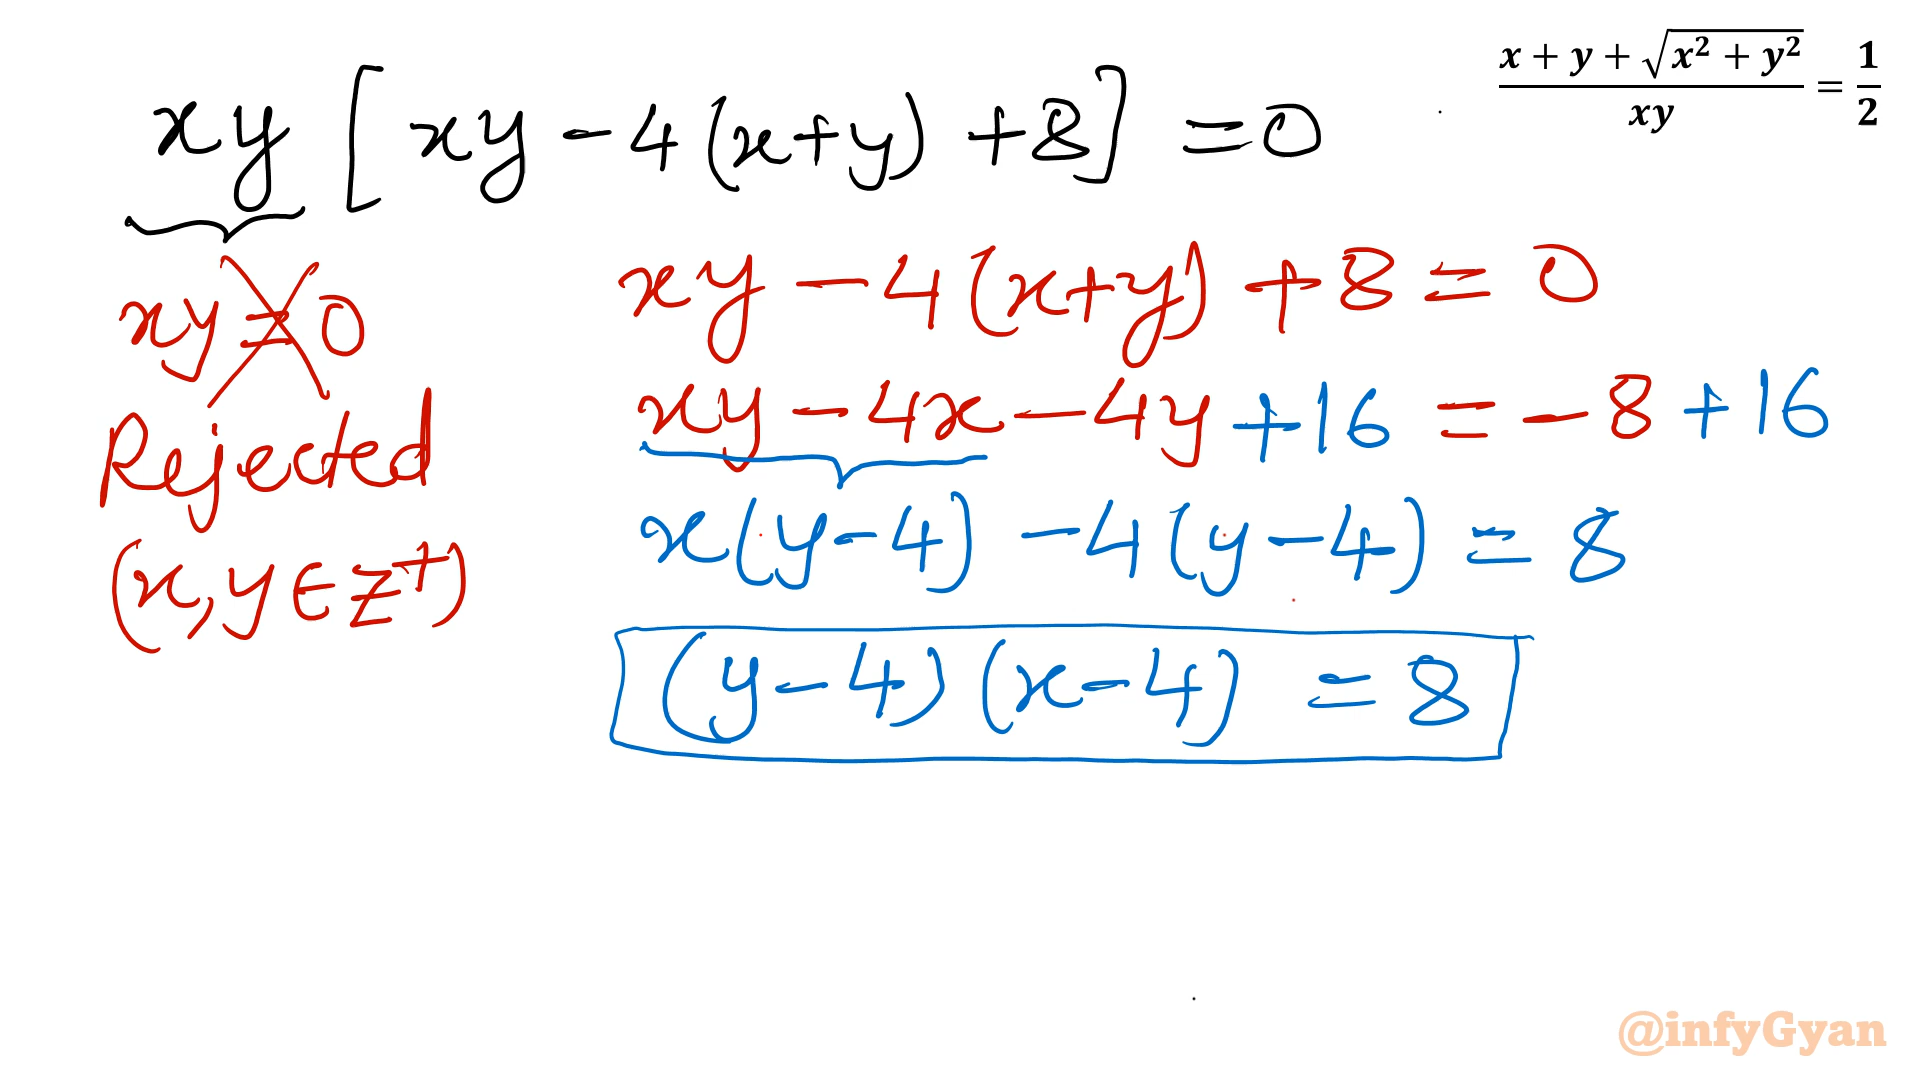 x + y + √(x² + y²) / xy = 1/2
xy [xy − 4(x+y) + 8] = 0
xy = 0
Rejected
(x, y ∈ Z⁺)
xy − 4(x+y) + 8 = 0
xy − 4x − 4y + 16 = −8 + 16
x(y−4) − 4(y−4) = 8
(y−4)(x−4) = 8
@infyGyan